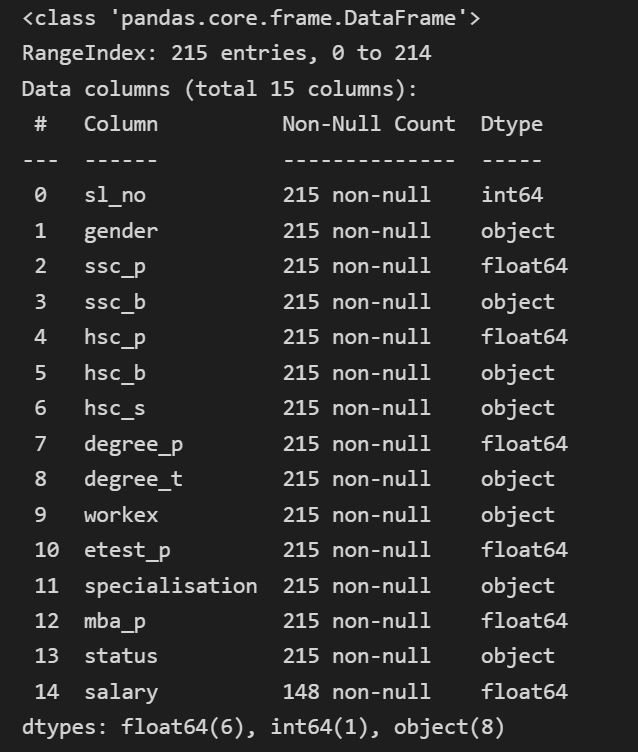 <class 'pandas.core.frame.DataFrame'>
RangeIndex: 215 entries, 0 to 214
Data columns (total 15 columns):
 #   Column          Non-Null Count  Dtype
---  ------          --------------  -----
 0   sl_no           215 non-null    int64
 1   gender          215 non-null    object
 2   ssc_p           215 non-null    float64
 3   ssc_b           215 non-null    object
 4   hsc_p           215 non-null    float64
 5   hsc_b           215 non-null    object
 6   hsc_s           215 non-null    object
 7   degree_p        215 non-null    float64
 8   degree_t        215 non-null    object
 9   workex          215 non-null    object
 10  etest_p         215 non-null    float64
 11  specialisation  215 non-null    object
 12  mba_p           215 non-null    float64
 13  status          215 non-null    object
 14  salary          148 non-null    float64
dtypes: float64(6), int64(1), object(8)